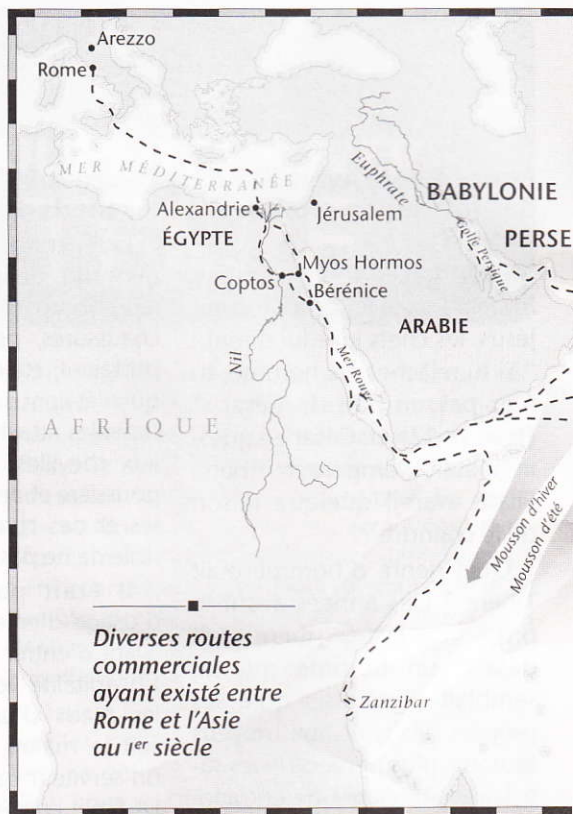 Arezzo
Rome
MER MÉDITERRANÉE
Alexandrie
Jérusalem
ÉGYPTE
Euphrate
BABYLONIE
PERSE
Golfe Persique
Myos Hormos
Coptos
Bérénice
ARABIE
Nil
Mer Rouge
AFRIQUE
Mousson d'hiver
Mousson d'été
Zanzibar
Diverses routes
commerciales
ayant existé entre
Rome et l'Asie
au Ier siècle